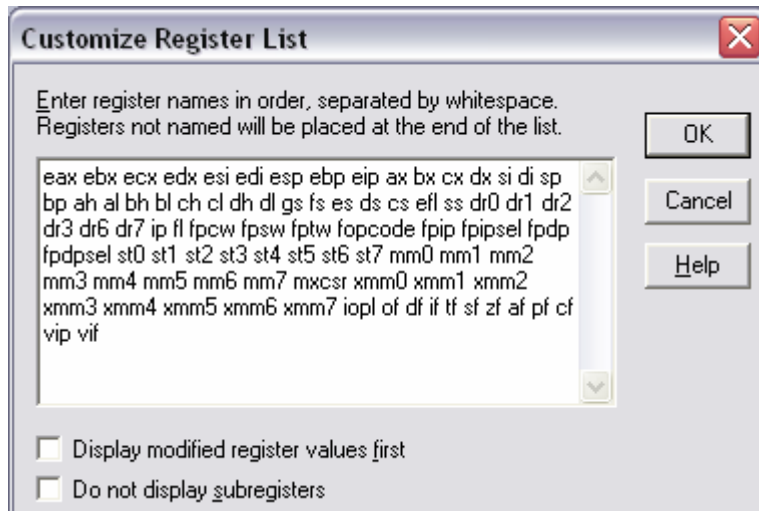 Customize Register List
Enter register names in order, separated by whitespace.
Registers not named will be placed at the end of the list.
OK
eax ebx ecx edx esi edi esp ebp eip ax bx cx dx si di sp
bp ah al bh bl ch cl dh dl gs fs es ds cs efl ss dr0 dr1 dr2
dr3 dr6 dr7 ip fl fpcw fpsw fptw fopcode fpip fpipsel fpdp
fpdpsel st0 st1 st2 st3 st4 st5 st6 st7 mm0 mm1 mm2
mm3 mm4 mm5 mm6 mm7 mxcsr xmm0 xmm1 xmm2
xmm3 xmm4 xmm5 xmm6 xmm7 iopl of df if tf sf zf af pf cf
vip vif
Cancel
Help
Display modified register values first
Do not display subregisters